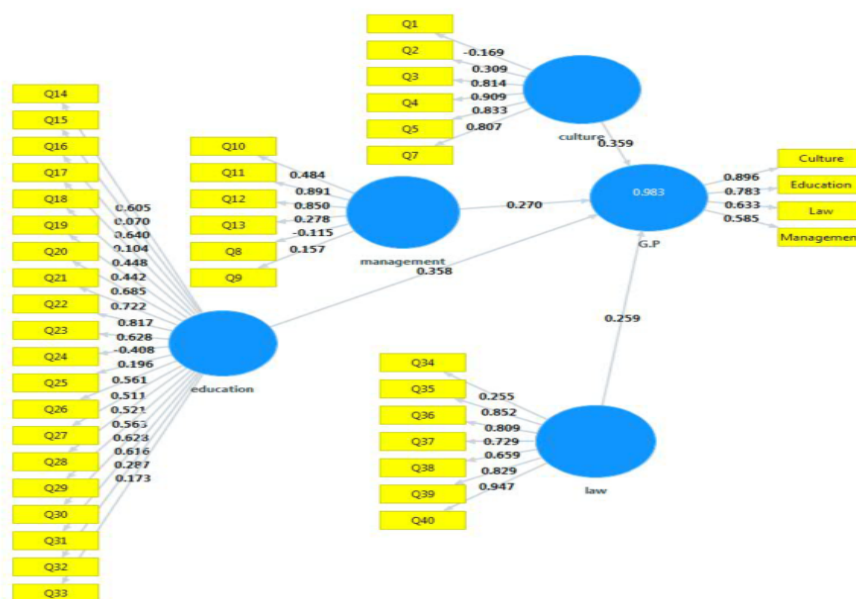 Q1
Q2
Q3
Q4
Q5
Q7
-0.169
0.309
0.814
0.909
0.833
0.807
culture
0.359
Q10
Q11
Q12
Q13
Q8
Q9
0.484
0.891
0.850
0.278
-0.115
0.157
management
0.270
0.983
G.P
0.896
0.783
0.633
0.585
Culture
Education
Law
Management
Q14
Q15
Q16
Q17
Q18
Q19
Q20
Q21
Q22
Q23
Q24
Q25
Q26
Q27
Q28
Q29
Q30
Q31
Q32
Q33
0.605
0.070
0.640
0.104
0.448
0.442
0.685
0.722
0.817
0.628
-0.408
0.196
0.561
0.511
0.521
0.563
0.623
0.616
0.287
0.173
education
0.358
0.259
Q34
Q35
Q36
Q37
Q38
Q39
Q40
0.255
0.852
0.809
0.729
0.659
0.829
0.947
law